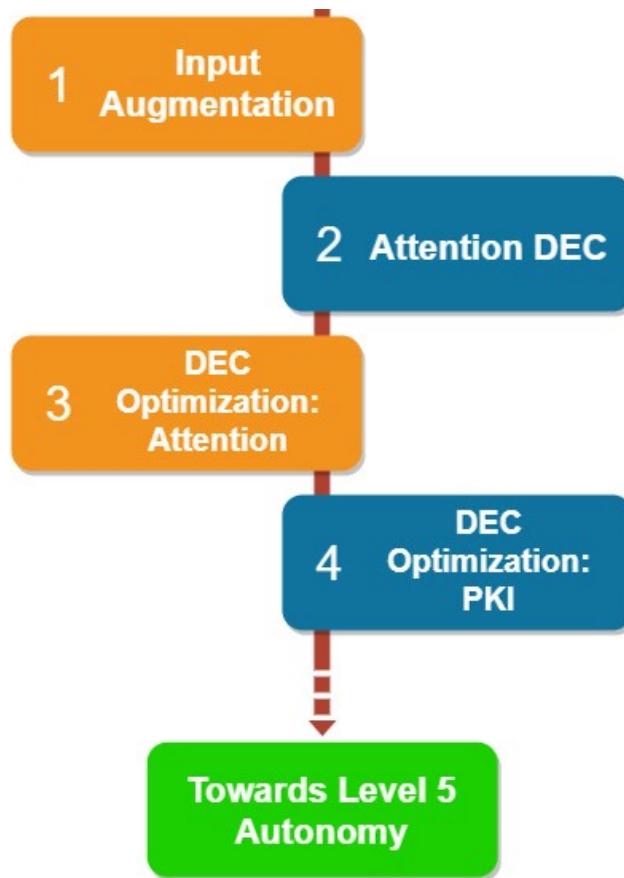 1
Input
Augmentation
2
Attention DEC
3
DEC
Optimization:
Attention
4
DEC
Optimization:
PKI
Towards Level 5
Autonomy